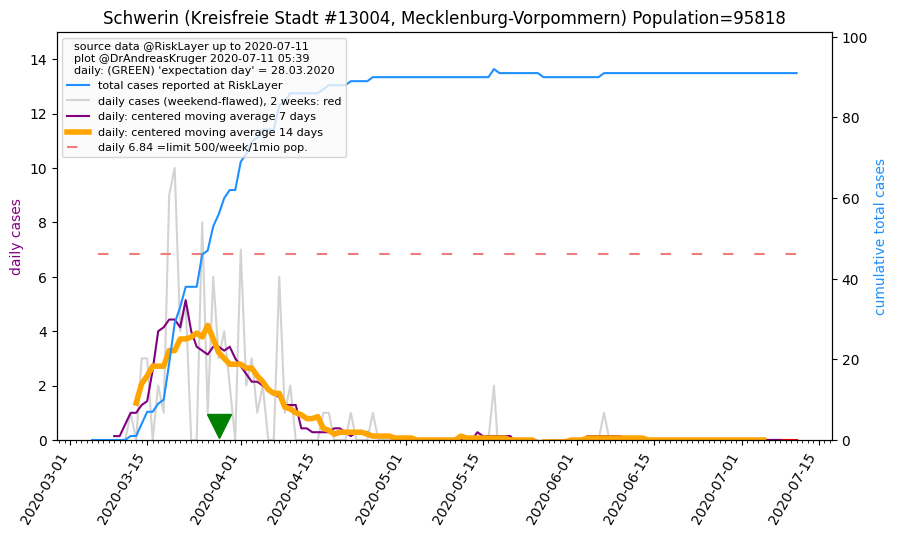 Schwerin (Kreisfreie Stadt #13004, Mecklenburg-Vorpommern) Population=95818
source data @RiskLayer up to 2020-07-11
plot @DrAndreasKruger 2020-07-11 05:39
daily: (GREEN) 'expectation day' = 28.03.2020
total cases reported at RiskLayer
daily cases (weekend-flawed), 2 weeks: red
daily: centered moving average 7 days
daily: centered moving average 14 days
daily 6.84 =limit 500/week/1mio pop.
daily cases
14
12
10
8
6
4
2
0
cumulative total cases
100
80
60
40
20
0
2020-03-01
2020-03-15
2020-04-01
2020-04-15
2020-05-01
2020-05-15
2020-06-01
2020-06-15
2020-07-01
2020-07-15